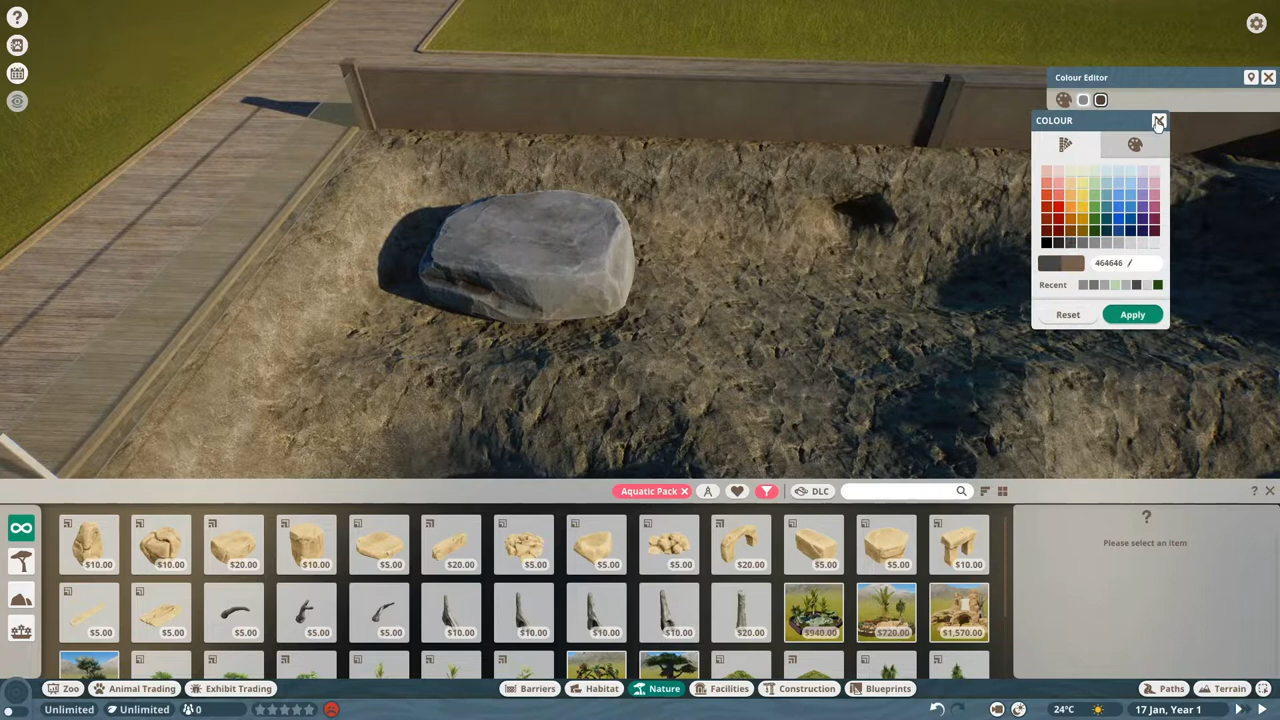 ?
Colour Editor
COLOUR
464646 /
Recent
Reset
Apply
Aquatic Pack ×
DLC
? ×
$10.00 $10.00 $20.00 $10.00 $5.00 $20.00 $5.00 $5.00 $5.00 $20.00 $5.00 $5.00 $10.00
?
Please select an item
$5.00 $5.00 $5.00 $5.00 $5.00 $10.00 $10.00 $10.00 $10.00 $20.00 $940.00 $720.00 $1,570.00
Zoo Animal Trading Exhibit Trading Barriers Habitat Nature Facilities Construction Blueprints Paths Terrain
Unlimited Unlimited 0 24°C 17 Jan, Year 1